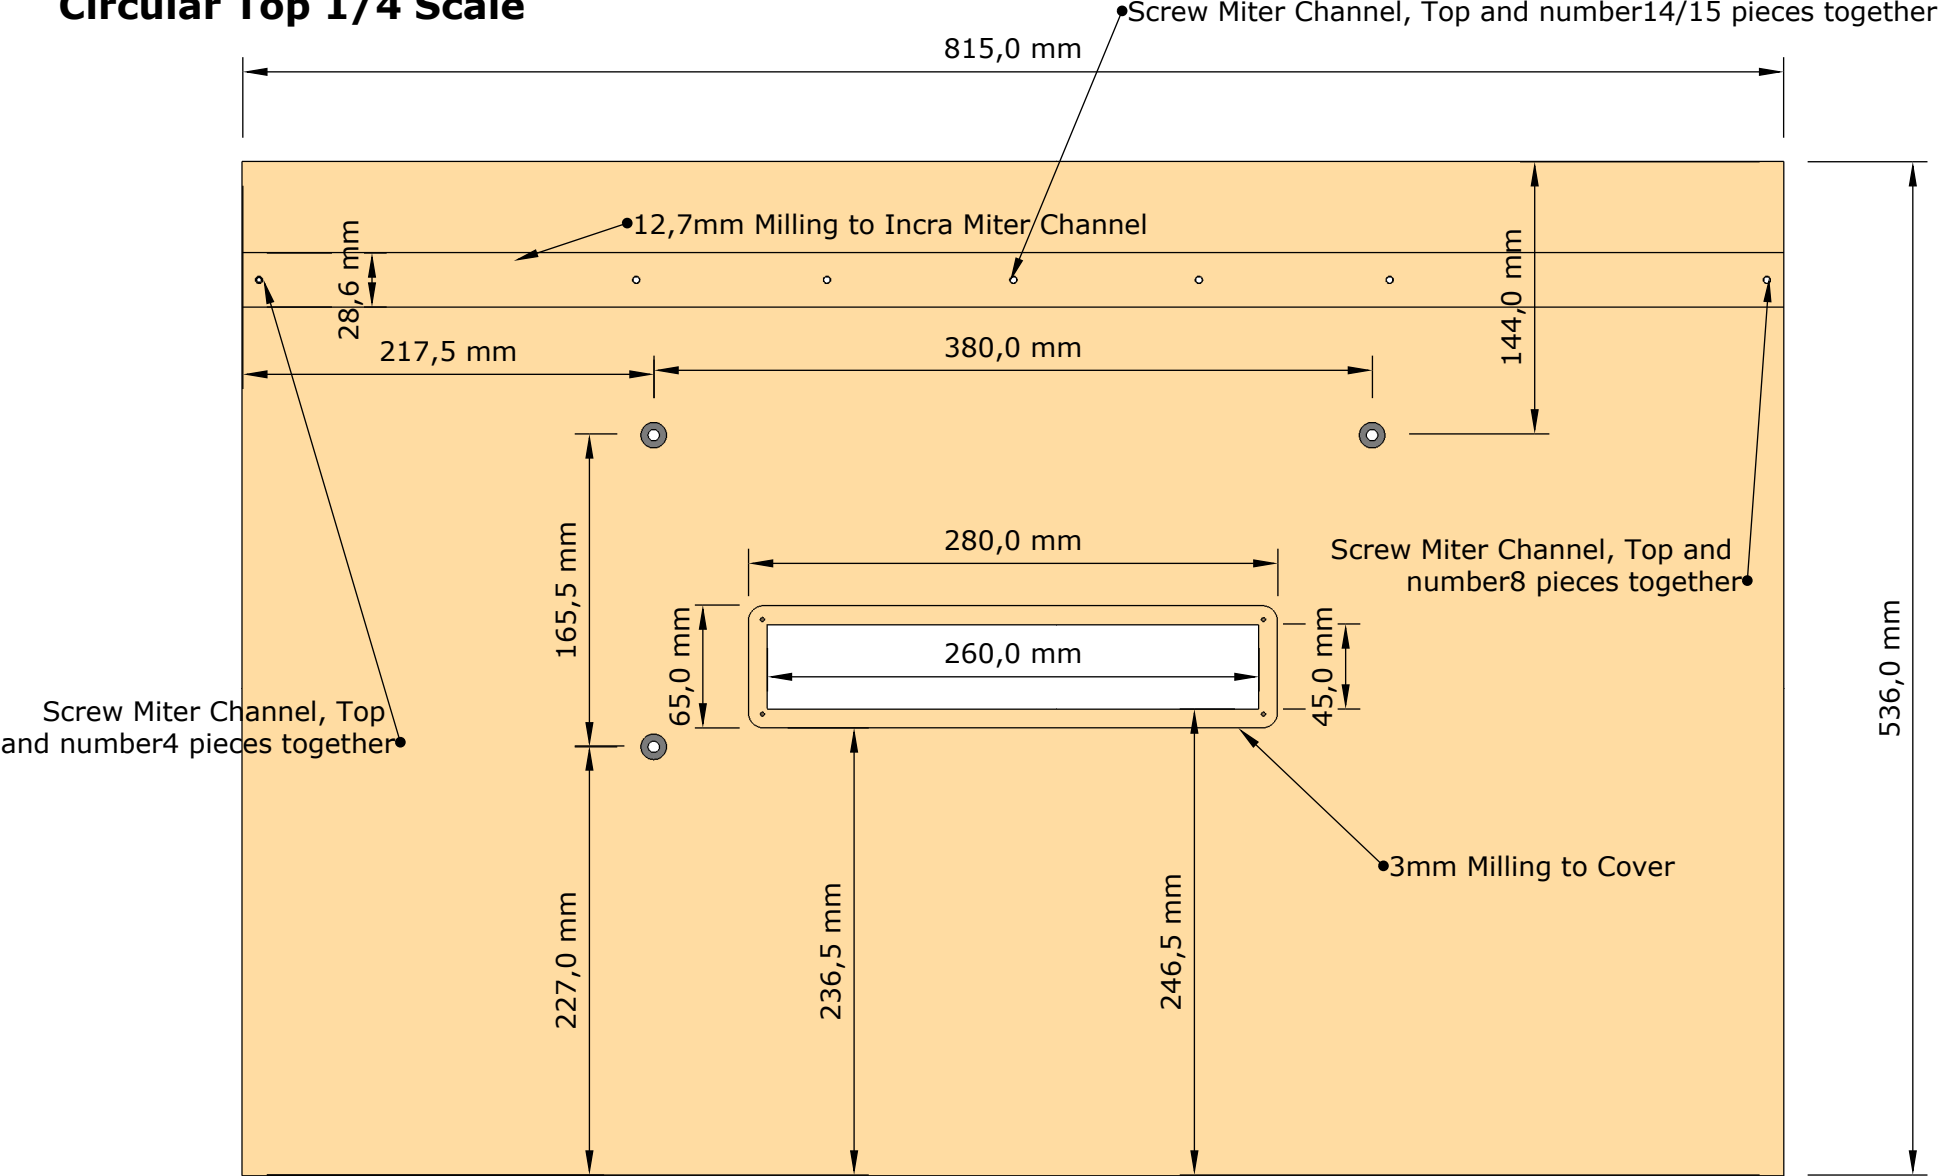 Circular Top 1/4 Scale
Screw Miter Channel, Top and number14/15 pieces together
815,0 mm
12,7mm Milling to Incra Miter Channel
28,6 mm
144,0 mm
217,5 mm
380,0 mm
165,5 mm
280,0 mm
Screw Miter Channel, Top and
number8 pieces together
65,0 mm
260,0 mm
45,0 mm
536,0 mm
Screw Miter Channel, Top
and number4 pieces together
3mm Milling to Cover
227,0 mm
236,5 mm
246,5 mm